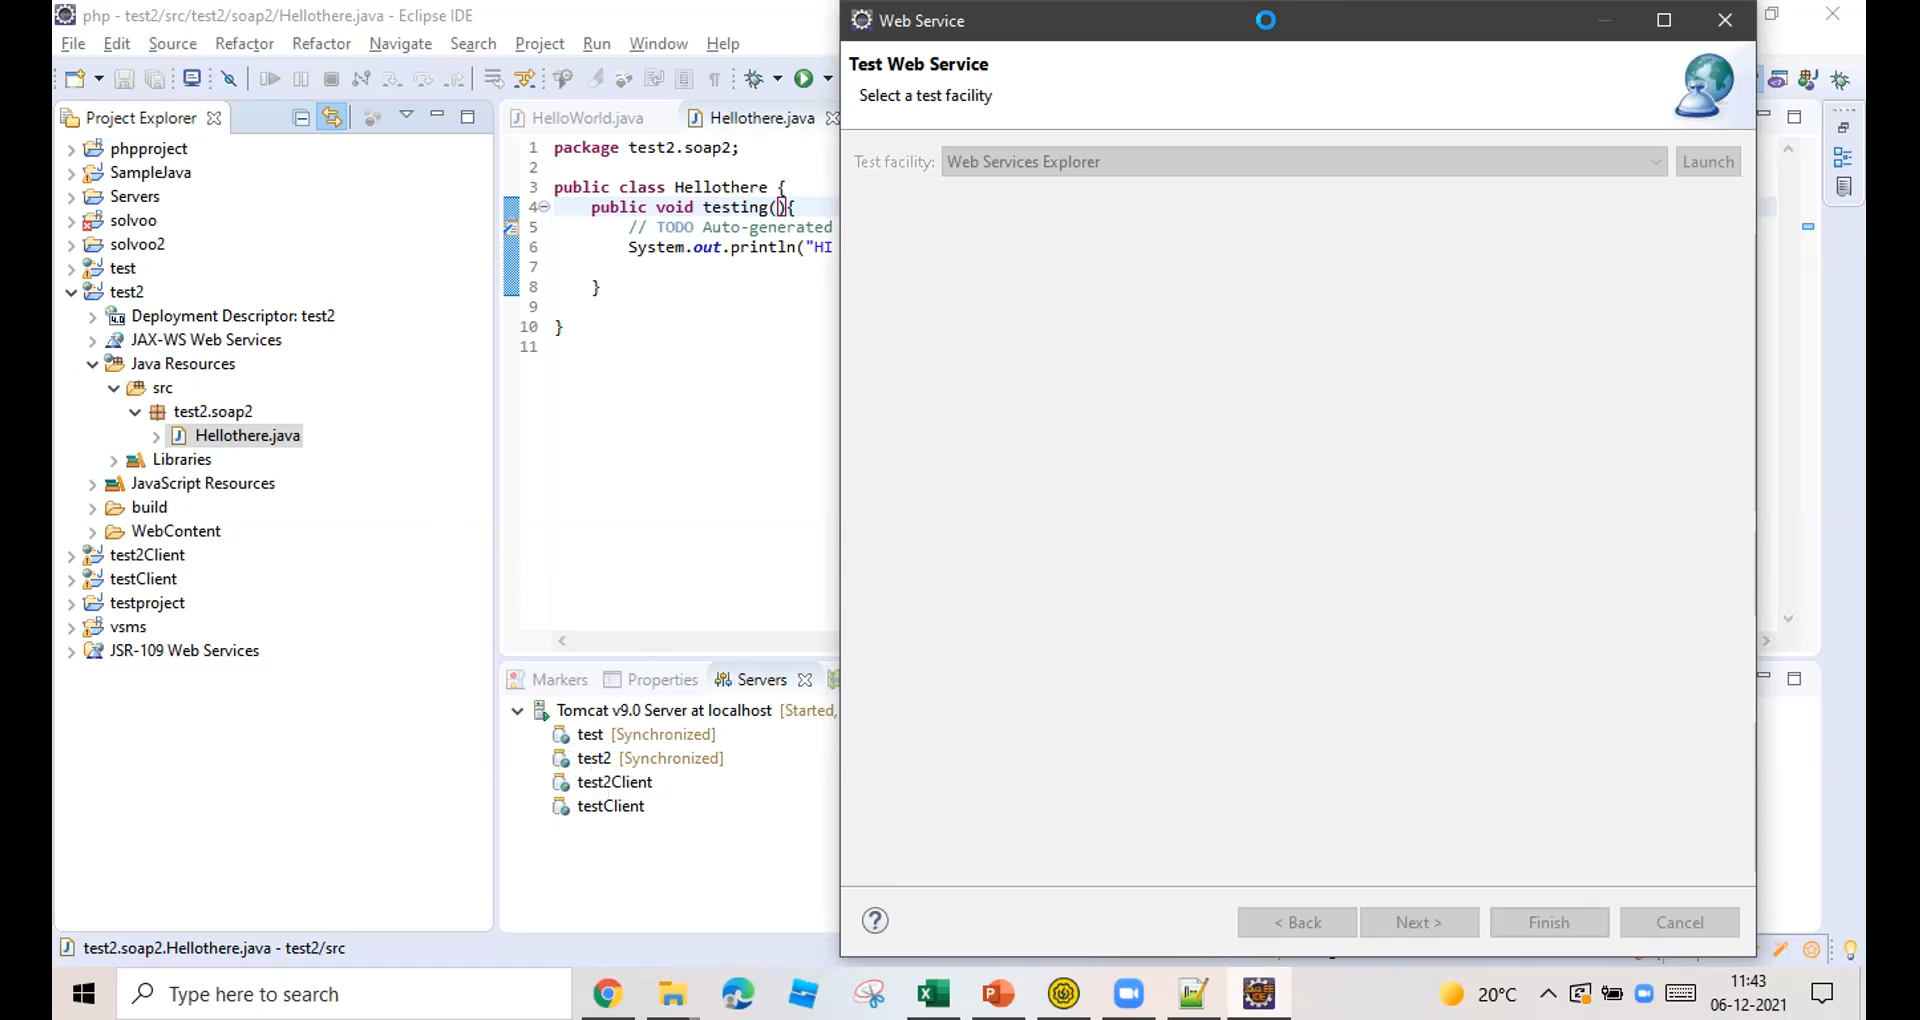 php - test2/src/test2/soap2/Hellothere.java - Eclipse IDE
File Edit Source Refactor Refactor Navigate Search Project Run Window Help
Project Explorer
phpproject
SampleJava
Servers
solvoo
solvoo2
test
test2
Deployment Descriptor: test2
JAX-WS Web Services
Java Resources
src
test2.soap2
Hellothere.java
Libraries
JavaScript Resources
build
WebContent
test2Client
testClient
testproject
vsms
JSR-109 Web Services
HelloWorld.java Hellothere.java
1 package test2.soap2;
2
3 public class Hellothere {
4 public void testing(){
5 // TODO Auto-generated
6 System.out.println("HI
7
8 }
9
10 }
11
Markers Properties Servers
Tomcat v9.0 Server at localhost [Started,
test [Synchronized]
test2 [Synchronized]
test2Client
testClient
Web Service
Test Web Service
Select a test facility
Test facility: Web Services Explorer Launch
< Back Next > Finish Cancel
test2.soap2.Hellothere.java - test2/src
Type here to search
20°C
11:43
06-12-2021